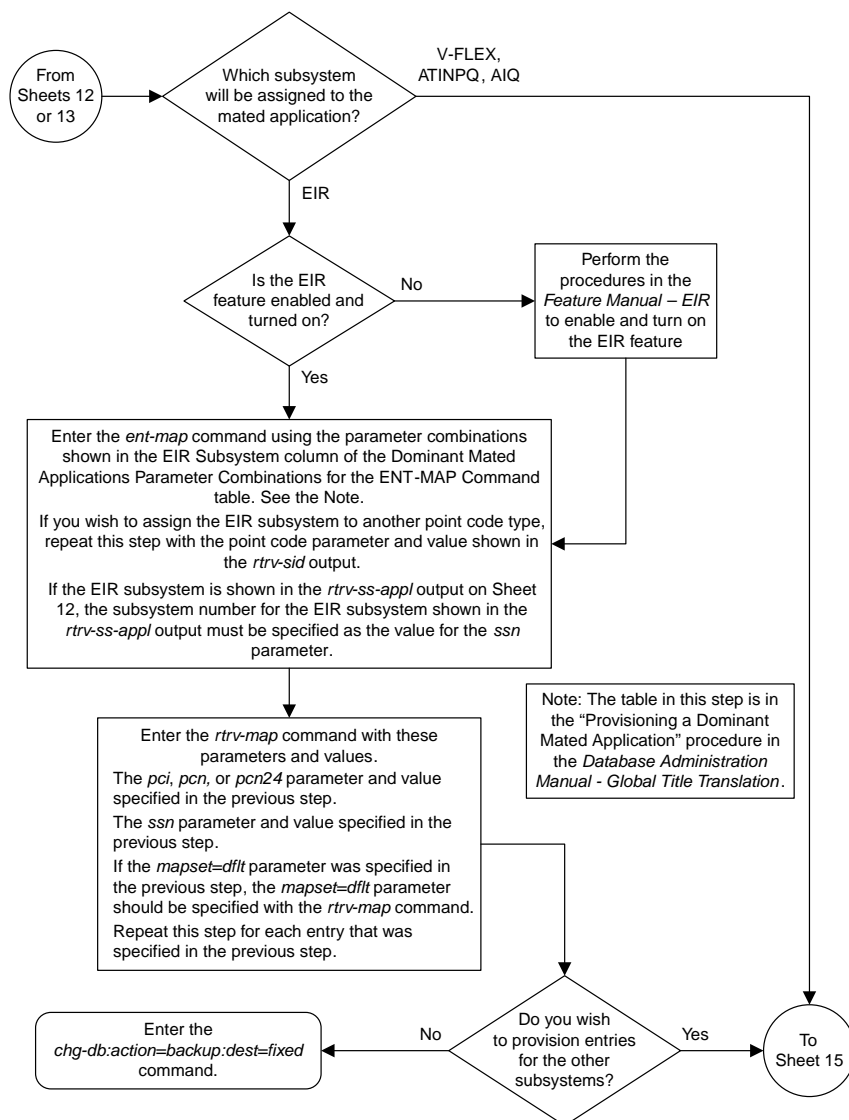 From
Sheets 12
or 13
Which subsystem
will be assigned to the
mated application?
V-FLEX,
ATINPQ, AIQ
EIR
Is the EIR
feature enabled and
turned on?
No
Perform the
procedures in the
Feature Manual – EIR
to enable and turn on
the EIR feature
Yes
Enter the ent-map command using the parameter combinations
shown in the EIR Subsystem column of the Dominant Mated
Applications Parameter Combinations for the ENT-MAP Command
table. See the Note.
If you wish to assign the EIR subsystem to another point code type,
repeat this step with the point code parameter and value shown in
the rtrv-sid output.
If the EIR subsystem is shown in the rtrv-ss-appl output on Sheet
12, the subsystem number for the EIR subsystem shown in the
rtrv-ss-appl output must be specified as the value for the ssn
parameter.
Note: The table in this step is in
the “Provisioning a Dominant
Mated Application” procedure in
the Database Administration
Manual - Global Title Translation.
Enter the rtrv-map command with these
parameters and values.
The pci, pcn, or pcn24 parameter and value
specified in the previous step.
The ssn parameter and value specified in the
previous step.
If the mapset=dflt parameter was specified in
the previous step, the mapset=dflt parameter
should be specified with the rtrv-map command.
Repeat this step for each entry that was
specified in the previous step.
Do you wish
to provision entries
for the other
subsystems?
No
Yes
Enter the
chg-db:action=backup:dest=fixed
command.
To
Sheet 15